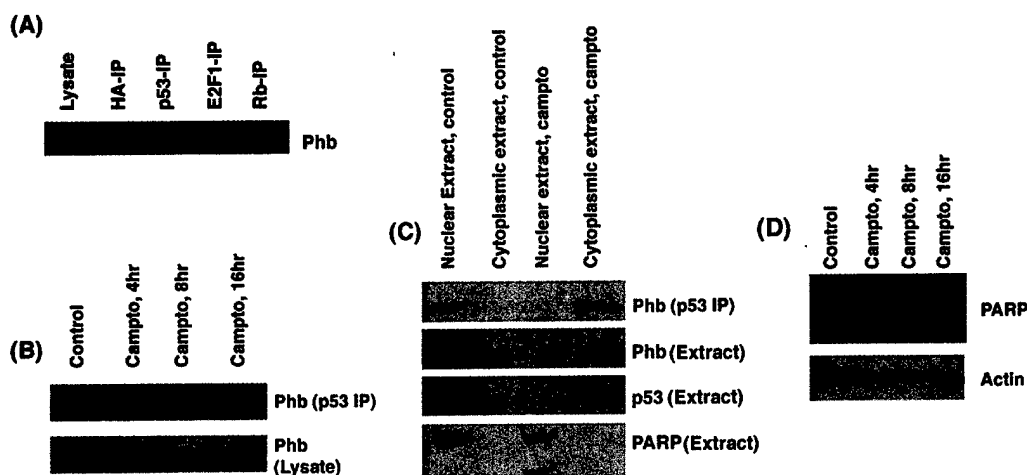 (A)
Lysate
HA-IP
p53-IP
E2F1-IP
Rb-IP
Phb
(B)
Control
Campto, 4hr
Campto, 8hr
Campto, 16hr
Phb (p53 IP)
Phb
(Lysate)
(C)
Nuclear Extract, control
Cytoplasmic extract, control
Nuclear extract, campto
Cytoplasmic extract, campto
Phb (p53 IP)
Phb (Extract)
p53 (Extract)
PARP (Extract)
(D)
Control
Campto, 4hr
Campto, 8hr
Campto, 16hr
PARP
Actin